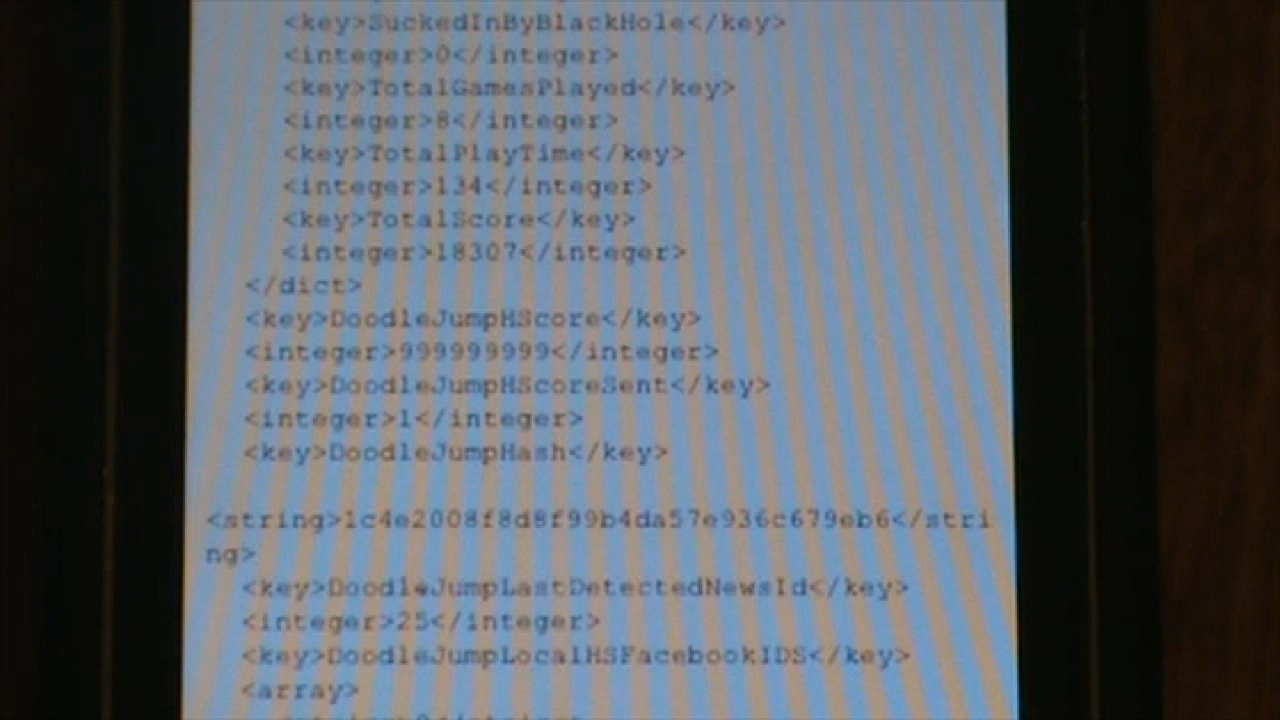 <key>SuckedInByBlackHole</key>
<integer>0</integer>
<key>TotalGamesPlayed</key>
<integer>8</integer>
<key>TotalPlayTime</key>
<integer>134</integer>
<key>TotalScore</key>
<integer>18307</integer>
</dict>
<key>DoodleJumpHScore</key>
<integer>999999999</integer>
<key>DoodleJumpHScoreSent</key>
<integer>1</integer>
<key>DoodleJumpHash</key>
<string>1c4e2008f8d8f99b4da57e936c679eb6</stri
ng>
<key>DoodleJumpLastDetectedNewsId</key>
<integer>25</integer>
<key>DoodleJumpLocalHSFacebookIDS</key>
<array>